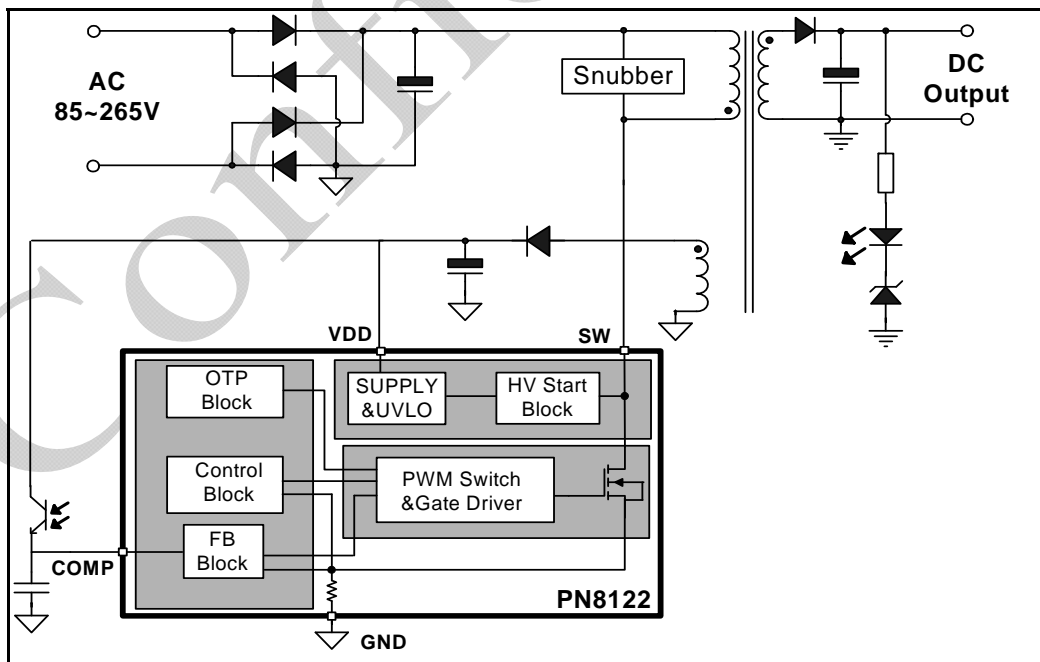 Confi
AC
85~265V
Snubber
DC
Output
VDD
SW
OTP
Block
SUPPLY
&UVLO
HV Start
Block
Control
Block
PWM Switch
&Gate Driver
FB
Block
COMP
PN8122
GND